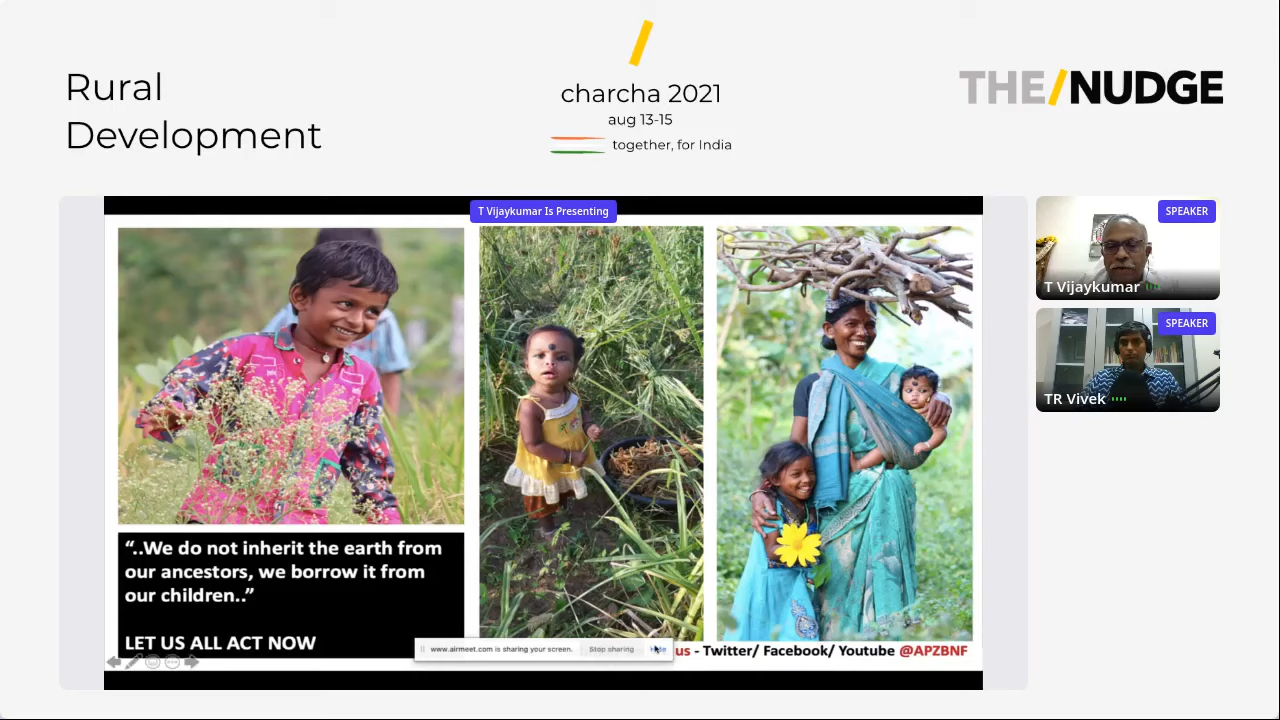 Rural
Development
charcha 2021
aug 13-15
together, for India
THE/NUDGE
T Vijaykumar Is Presenting
“..We do not inherit the earth from
our ancestors, we borrow it from
our children..”
LET US ALL ACT NOW
www.airmeet.com is sharing your screen.
Stop sharing
Hide
us - Twitter/ Facebook/ Youtube @APZBNF
SPEAKER
T Vijaykumar
SPEAKER
TR Vivek